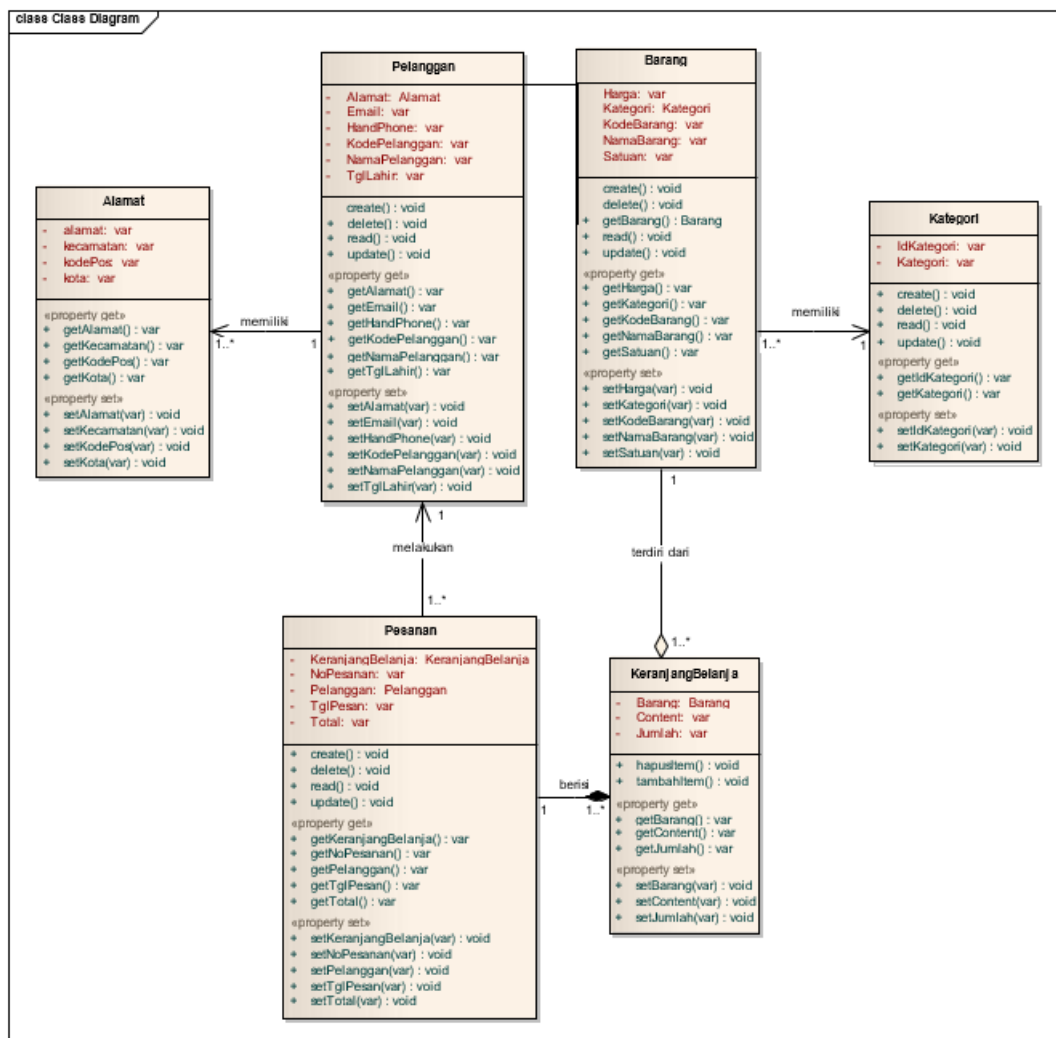 class Class Diagram
Pelanggan
- Alamat: Alamat
- Email: var
- HandPhone: var
- KodePelanggan: var
- NamaPelanggan: var
- TglLahir: var
create() : void
+ delete() : void
+ read() : void
+ update() : void
«property get»
+ getAlamat() : var
+ getEmail() : var
+ getHandPhone() : var
+ getKodePelanggan() : var
+ getNamaPelanggan() : var
+ getTglLahir() : var
«property set»
+ setAlamat(var) : void
+ setEmail(var) : void
+ setHandPhone(var) : void
+ setKodePelanggan(var) : void
+ setNamaPelanggan(var) : void
+ setTglLahir(var) : void
Barang
Harga: var
Kategori: Kategori
KodeBarang: var
NamaBarang: var
Satuan: var
create() : void
delete() : void
+ getBarang() : Barang
+ read() : void
+ update() : void
«property get»
+ getHarga() : var
+ getKategori() : var
+ getKodeBarang() : var
+ getNamaBarang() : var
+ getSatuan() : var
«property set»
+ setHarga(var) : void
+ setKategori(var) : void
+ setKodeBarang(var) : void
+ setNamaBarang(var) : void
+ setSatuan(var) : void
Alamat
- alamat: var
- kecamatan: var
- kodePos: var
- kota: var
«property get»
+ getAlamat() : var
+ getKecamatan() : var
+ getKodePos() : var
+ getKota() : var
«property set»
+ setAlamat(var) : void
+ setKecamatan(var) : void
+ setKodePos(var) : void
+ setKota(var) : void
Kategori
- IdKategori: var
- Kategori: var
+ create() : void
+ delete() : void
+ read() : void
+ update() : void
«property get»
+ getIdKategori() : var
+ getKategori() : var
«property set»
+ setIdKategori(var) : void
+ setKategori(var) : void
memiliki
1..*
1
memiliki
1..*
1
1
melakukan
1..*
1
terdiri dari
1..*
Pesanan
- KeranjangBelanja: KeranjangBelanja
- NoPesanan: var
- Pelanggan: Pelanggan
- TglPesan: var
- Total: var
+ create() : void
+ delete() : void
+ read() : void
+ update() : void
«property get»
+ getKeranjangBelanja() : var
+ getNoPesanan() : var
+ getPelanggan() : var
+ getTglPesan() : var
+ getTotal() : var
«property set»
+ setKeranjangBelanja(var) : void
+ setNoPesanan(var) : void
+ setPelanggan(var) : void
+ setTglPesan(var) : void
+ setTotal(var) : void
berisi
1
1..*
KeranjangBelanja
- Barang: Barang
- Content: var
- Jumlah: var
+ hapusItem() : void
+ tambahItem() : void
«property get»
+ getBarang() : var
+ getContent() : var
+ getJumlah() : var
«property set»
+ setBarang(var) : void
+ setContent(var) : void
+ setJumlah(var) : void